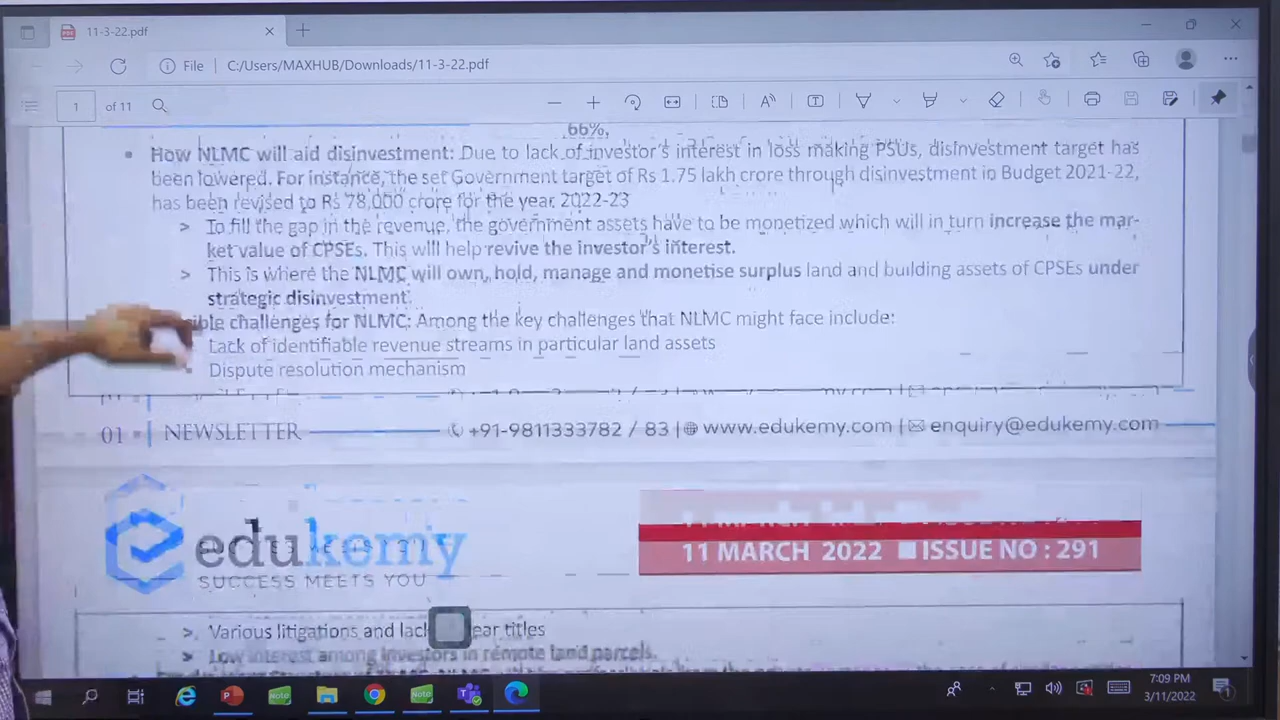 11-3-22.pdf
File | C:/Users/MAXHUB/Downloads/11-3-22.pdf
1 of 11
66%,
How NLMC will aid disinvestment: Due to lack of investor's interest in loss making PSUs, disinvestment target has
been lowered. For instance, the set Government target of Rs 1.75 lakh crore through disinvestment in Budget 2021-22,
has been revised to Rs 78,000 crore for the year 2022-23
> To fill the gap in the revenue, the government assets have to be monetized which will in turn increase the mar-
ket value of CPSEs. This will help revive the investor's interest.
> This is where the NLMC will own, hold, manage and monetise surplus land and building assets of CPSEs under
strategic disinvestment.
challenges for NLMC: Among the key challenges that NLMC might face include:
Lack of identifiable revenue streams in particular land assets
Dispute resolution mechanism
01 NEWSLETTER +91-9811333782 / 83 | www.edukemy.com | enquiry@edukemy.com
edukemy
SUCCESS MEETS YOU
11 MARCH 2022 ISSUE NO : 291
> Various litigations and lack titles
> Low interest among investors in remote land parcels.
7:09 PM
3/11/2022